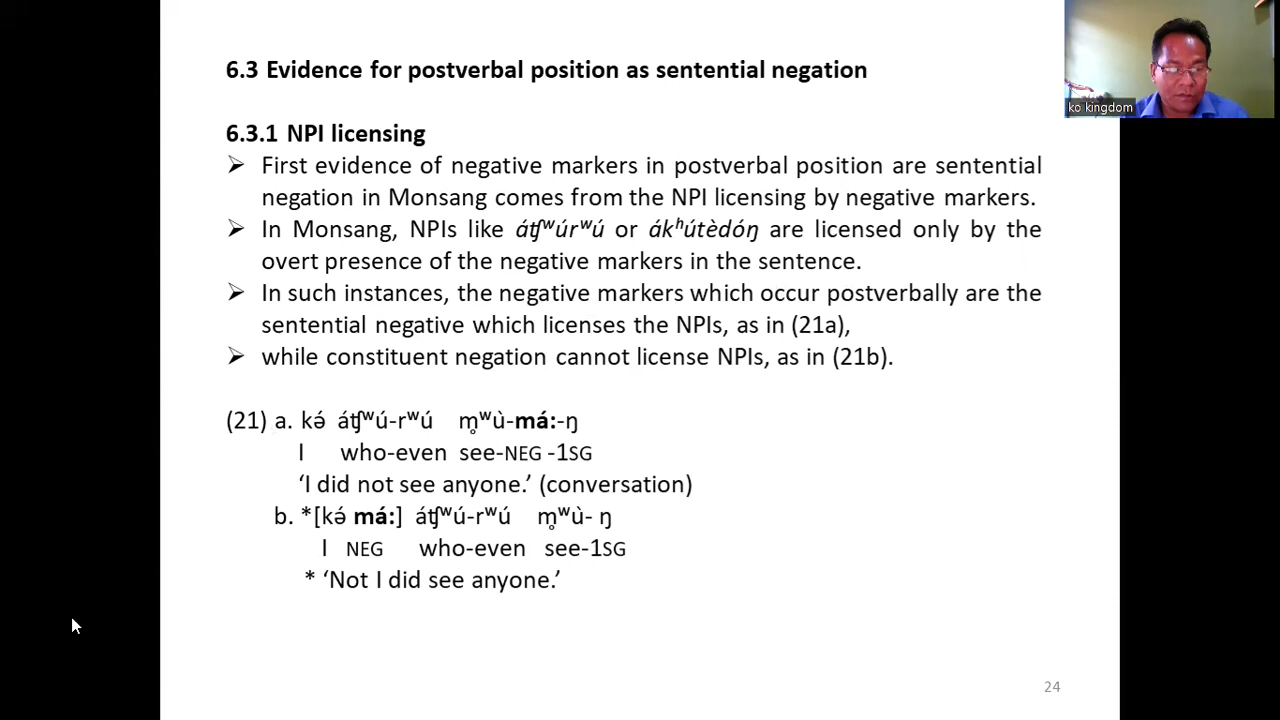 6.3 Evidence for postverbal position as sentential negation
ko kingdom
6.3.1 NPI licensing
➢ First evidence of negative markers in postverbal position are sentential
negation in Monsang comes from the NPI licensing by negative markers.
➢ In Monsang, NPIs like áʧʷúrʷú or ákʰútèdóŋ are licensed only by the
overt presence of the negative markers in the sentence.
➢ In such instances, the negative markers which occur postverbally are the
sentential negative which licenses the NPIs, as in (21a),
➢ while constituent negation cannot license NPIs, as in (21b).
(21) a. kə́ áʧʷú-rʷú m̥ʷù-má:-ŋ
I who-even see-NEG -1SG
‘I did not see anyone.’ (conversation)
b. *[kə́ má:] áʧʷú-rʷú m̥ʷù- ŋ
I NEG who-even see-1SG
* ‘Not I did see anyone.’
24